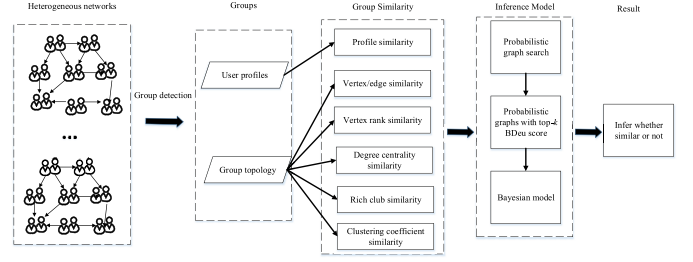 Heterogeneous networks
Groups
Group Similarity
Inference Model
Result
...
Group detection
User profiles
Group topology
Profile similarity
Vertex/edge similarity
Vertex rank similarity
Degree centrality
similarity
Rich club similarity
Clustering coefficient
similarity
Probabilistic
graph search
Probabilistic
graphs with top-k
BDeu score
Bayesian model
Infer whether
similar or not